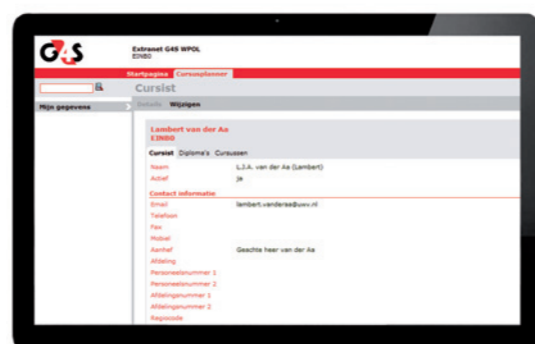 G4S
Extranet G4S WPOL
EINBO
Startpagina Cursusplanner
Cursist
Mijn gegevens
Details Wijzigen
Lambert van der Aa
EINBO
Cursist Diploma's Cursussen
Naam L.J.A. van der Aa (Lambert)
Actief ja
Contact informatie
Email lambert.vanderaa@uwv.nl
Telefoon
Fax
Mobiel
Aanhef Geachte heer van der Aa
Afdeling
Personeelsnummer 1
Personeelsnummer 2
Afdelingsnummer 1
Afdelingsnummer 2
Regiocode